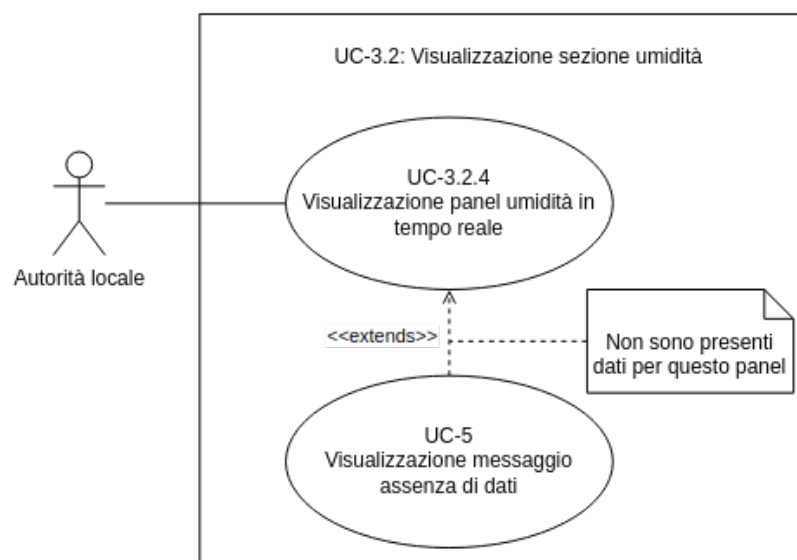 UC-3.2: Visualizzazione sezione umidità
UC-3.2.4
Visualizzazione panel umidità in
tempo reale
Autorità locale
<<extends>>
Non sono presenti
dati per questo panel
UC-5
Visualizzazione messaggio
assenza di dati